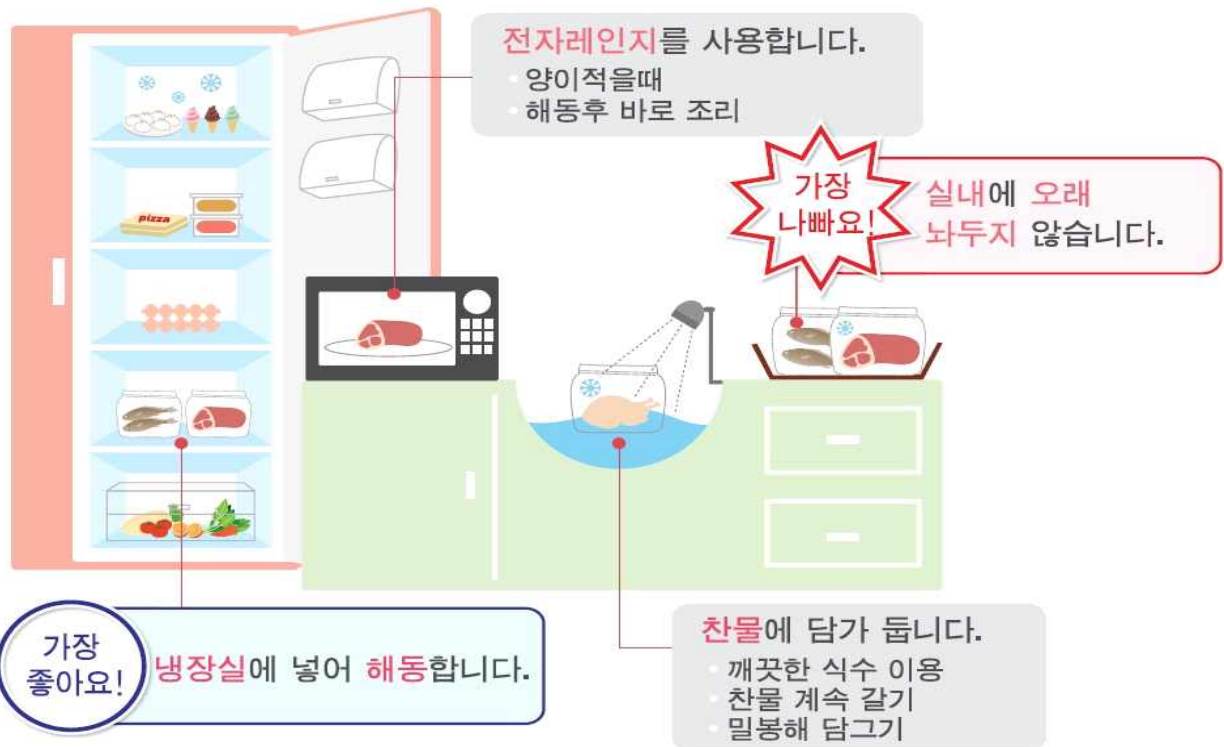 전자레인지를 사용합니다.
양이적을때
해동후 바로 조리
가장
나빠요!
실내에 오래
놔두지 않습니다.
pizza
가장
좋아요!
냉장실에 넣어 해동합니다.
찬물에 담가 둡니다.
깨끗한 식수 이용
찬물 계속 갈기
밀봉해 담그기